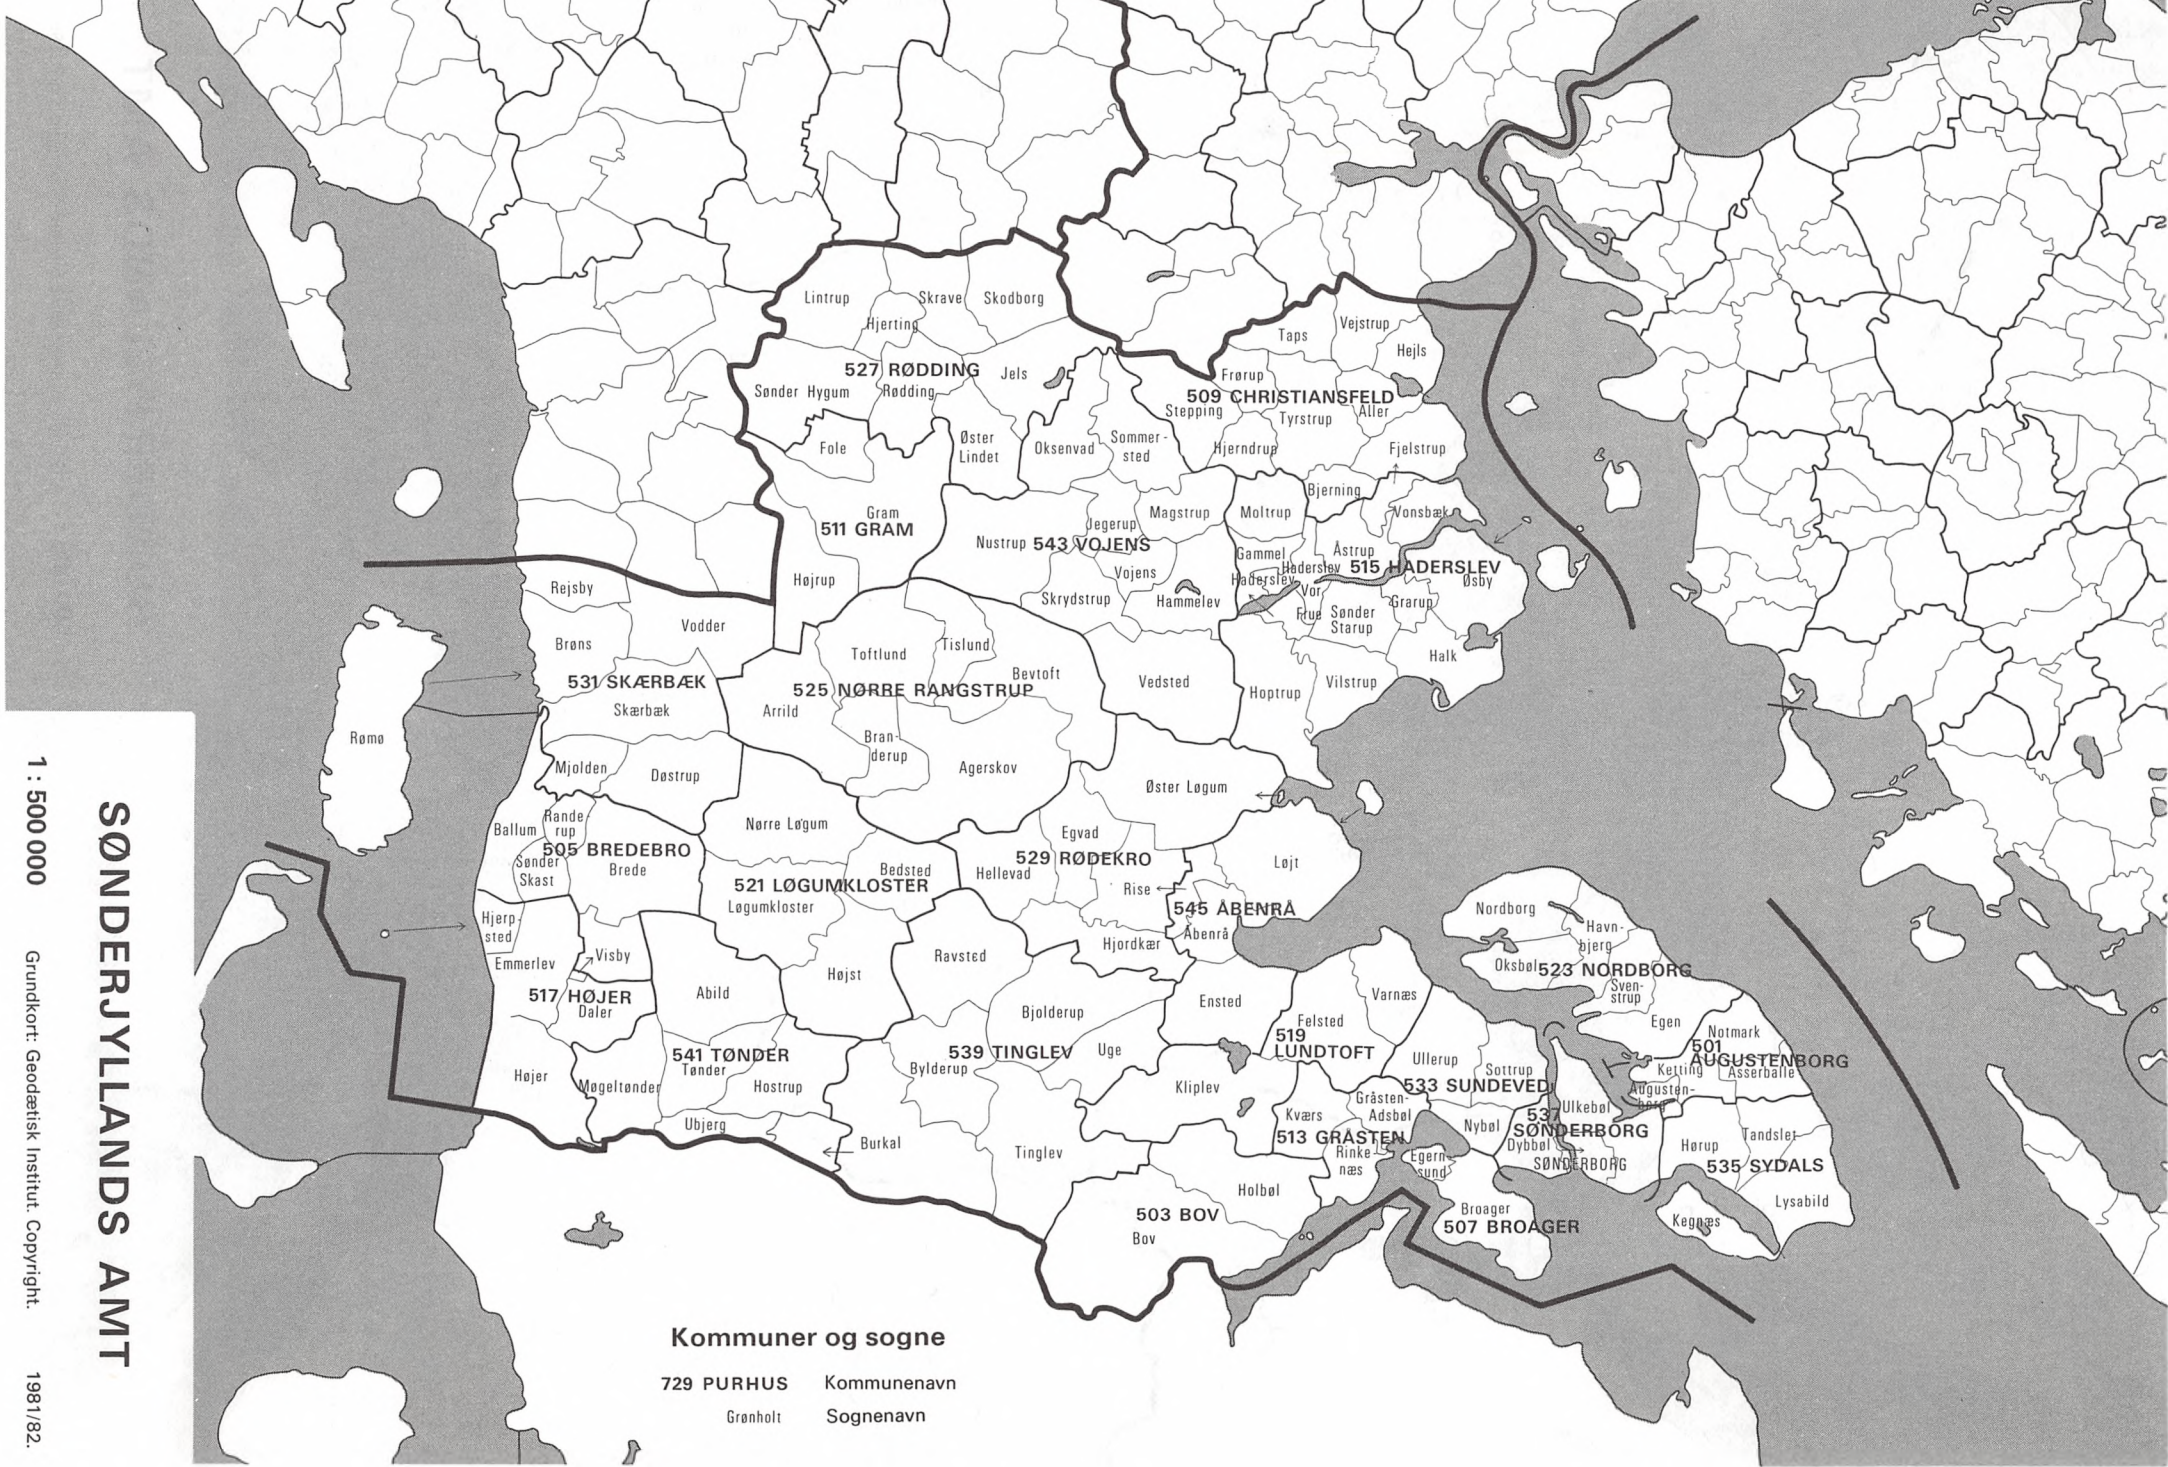 SØNDERJYLLANDS AMT
1 : 500 000
Grundkort: Geodætisk Institut. Copyright.
1981/82.
Lintrup
Skrave
Skodborg
Hjerting
527 RØDDING
Jels
Sønder Hygum
Rødding
Fole
Øster
Lindet
Oksenvad
Sommer-
sted
Taps
Vejstrup
Hejls
Frørup
509 CHRISTIANSFELD
Stepping
Tyrstrup
Aller
Hjerndrup
Fjelstrup
Gram
511 GRAM
Højrup
Jegerup
Magstrup
Nustrup
543 VOJENS
Vojens
Skrydstrup
Hammelev
Moltrup
Bjerning
Vonsbæk
Gammel
Haderslev
Åstrup
Haderslev
515 HADERSLEV
Øsby
Vor
Frue
Sønder
Starup
Grarup
Halk
Vedsted
Hoptrup
Vilstrup
Rejsby
Brøns
Vodder
531 SKÆRBÆK
Skærbæk
Rømø
Mjolden
Døstrup
Toftlund
Tislund
Bevtoft
525 NØRRE RANGSTRUP
Arrild
Bran-
derup
Agerskov
Ballum
Rande-
rup
505 BREDEBRO
Sønder
Skast
Brede
Nørre Løgum
521 LØGUMKLOSTER
Løgumkloster
Bedsted
Højst
Øster Løgum
Egvad
529 RØDEKRO
Hellevad
Rise
Hjordkær
Løjt
545 ÅBENRÅ
Åbenrå
Ensted
Hjerp-
sted
Emmerlev
Visby
517 HØJER
Daler
Højer
Abild
541 TØNDER
Tønder
Møgeltønder
Hostrup
Ubjerg
Ravsted
Bjolderup
539 TINGLEV
Uge
Bylderup
Burkal
Tinglev
Kliplev
Felsted
Varnæs
519
LUNDTOFT
Kværs
Gråsten-
Adsbøl
513 GRÅSTEN
Rinke
næs
Holbøl
503 BOV
Bov
Egern-
sund
Broager
507 BROAGER
Ullerup
Sottrup
533 SUNDEVED
Nybøl
Nordborg
Havn-
bjerg
Oksbøl
523 NORDBORG
Sven-
strup
Egen
Notmark
501
AUGUSTENBORG
Ketting
Asserballe
Augusten-
borg
Ulkebøl
537
SØNDERBORG
Dybbøl
SØNDERBORG
Hørup
Tandslet
535 SYDALS
Lysabild
Kegnæs
Kommuner og sogne
729 PURHUS Kommunenavn
Grønholt Sognenavn